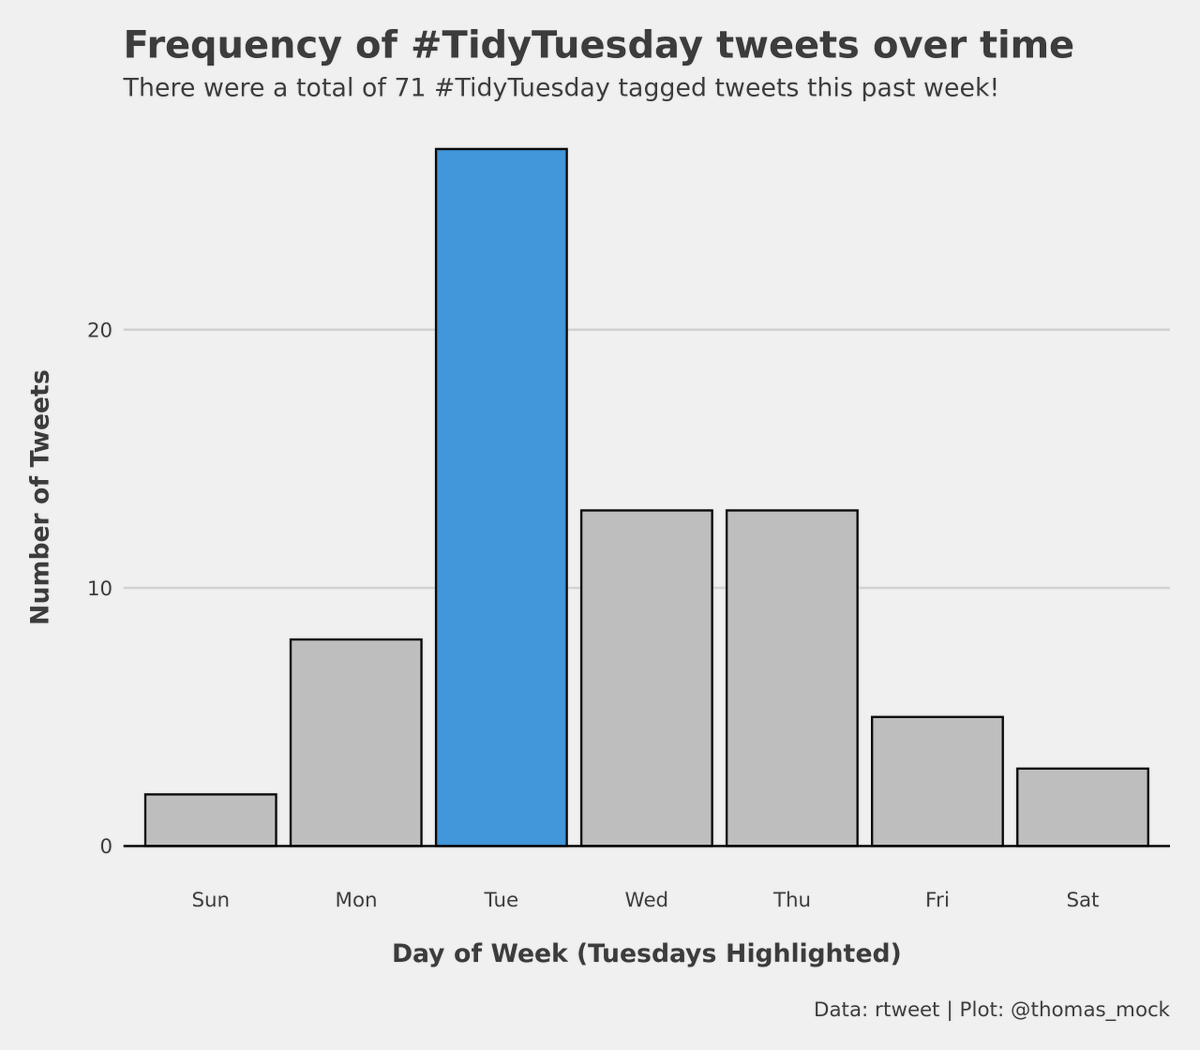 Frequency of #TidyTuesday tweets over time
There were a total of 71 #TidyTuesday tagged tweets this past week!
Number of Tweets
20
10
0
Sun Mon Tue Wed Thu Fri Sat
Day of Week (Tuesdays Highlighted)
Data: rtweet | Plot: @thomas_mock